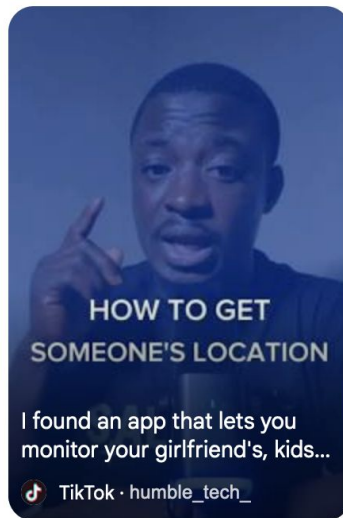 HOW TO GET
SOMEONE'S LOCATION
I found an app that lets you
monitor your girlfriend's, kids...
TikTok · humble_tech_